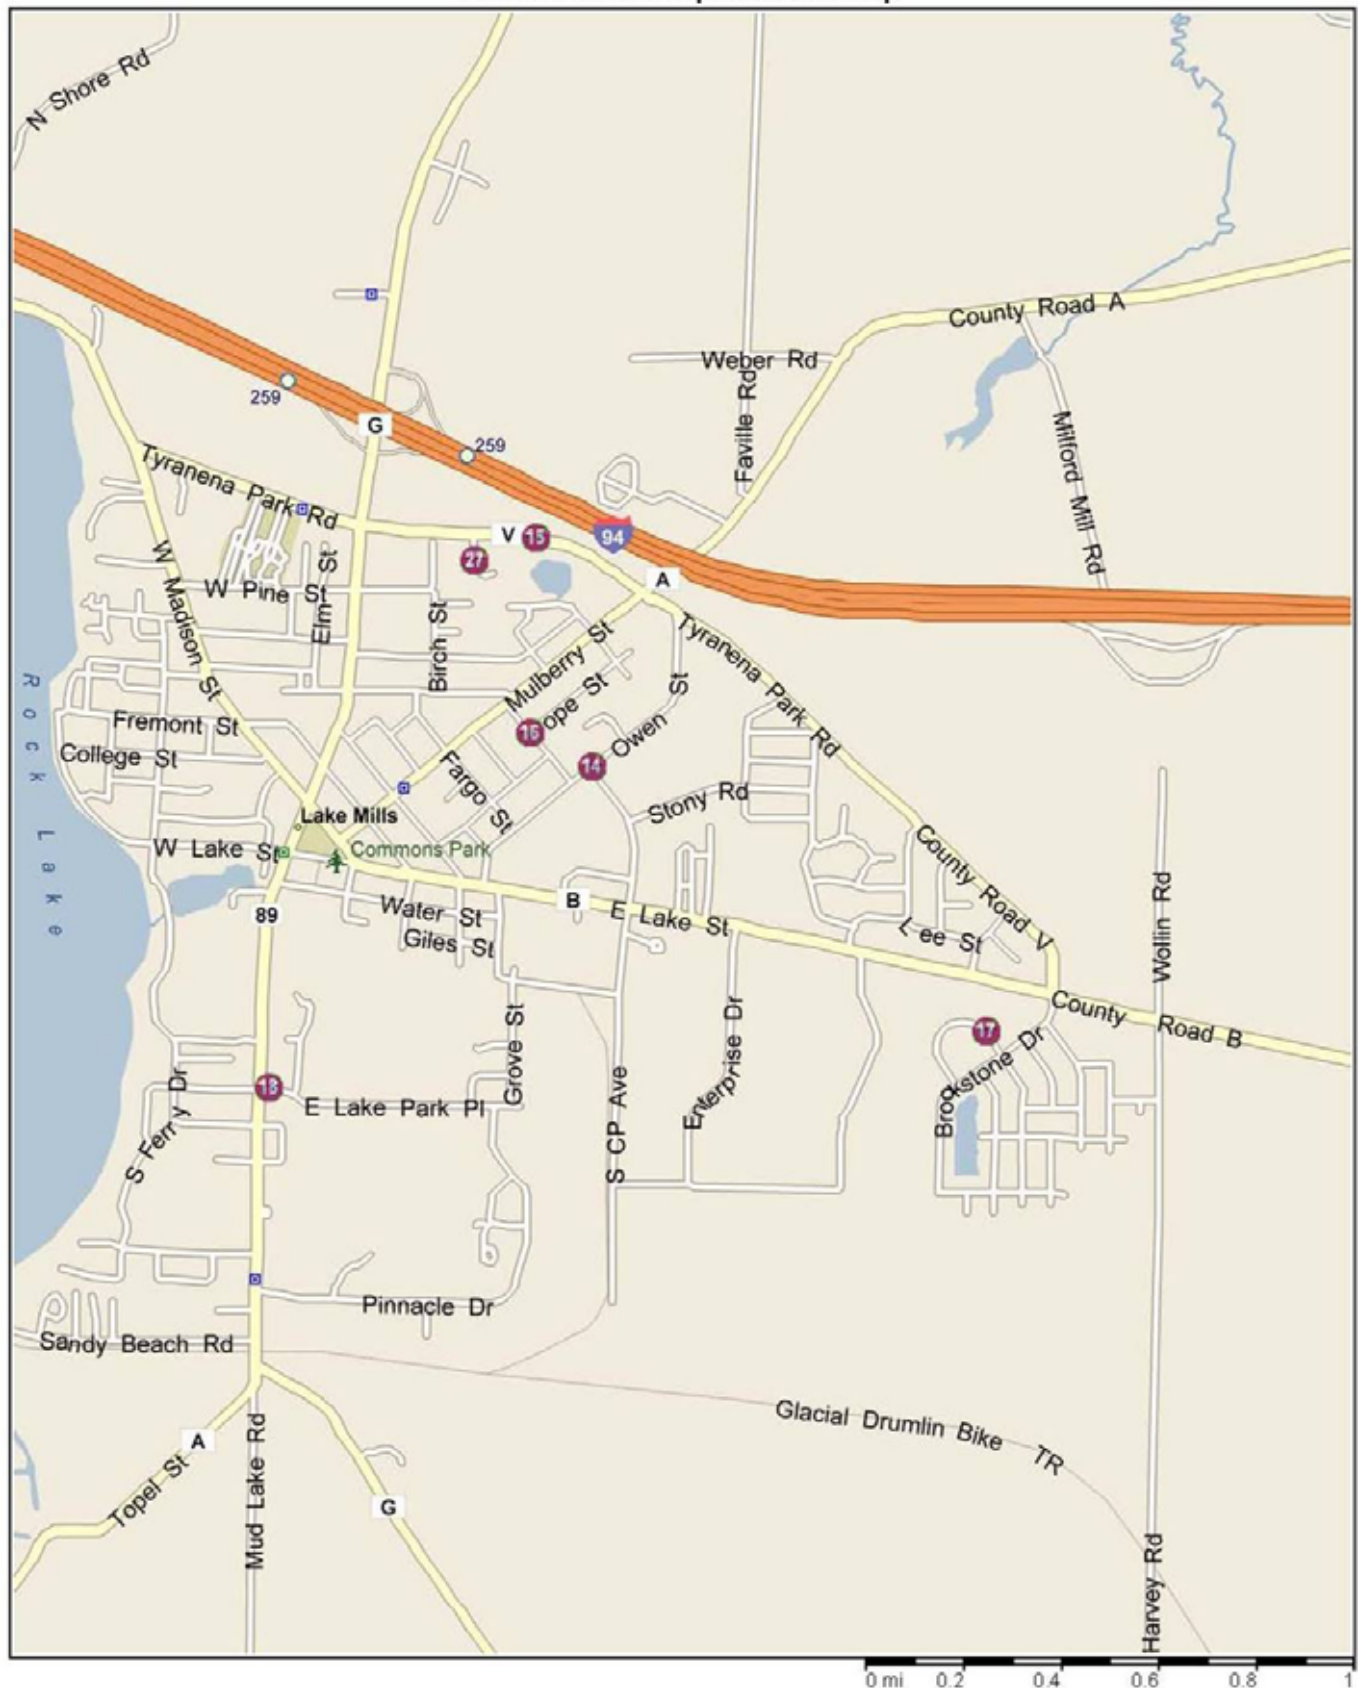 N Shore Rd
County Road A
Weber Rd
Faville Rd
Milford Mill Rd
259
G
259
Tyranena Park Rd
V
15
94
27
A
W Pine St
Elm St
W Madison St
Birch St
Mulberry St
Tyranena Park Rd
Rock Lake
Fremont St
College St
16
ope St
Owen St
14
Fargo St
Stony Rd
Lake Mills
W Lake St
Commons Park
County Road V
89
Water St
B
E Lake St
Lee St
Giles St
Wollin Rd
County Road B
17
Brookstone Dr
Grove St
Enterprise Dr
S CP Ave
S Ferry Dr
E Lake Park Pl
Pinnacle Dr
Sandy Beach Rd
Glacial Drumlin Bike TR
A
Topel St
Mud Lake Rd
G
Harvey Rd
0 mi 0.2 0.4 0.6 0.8 1